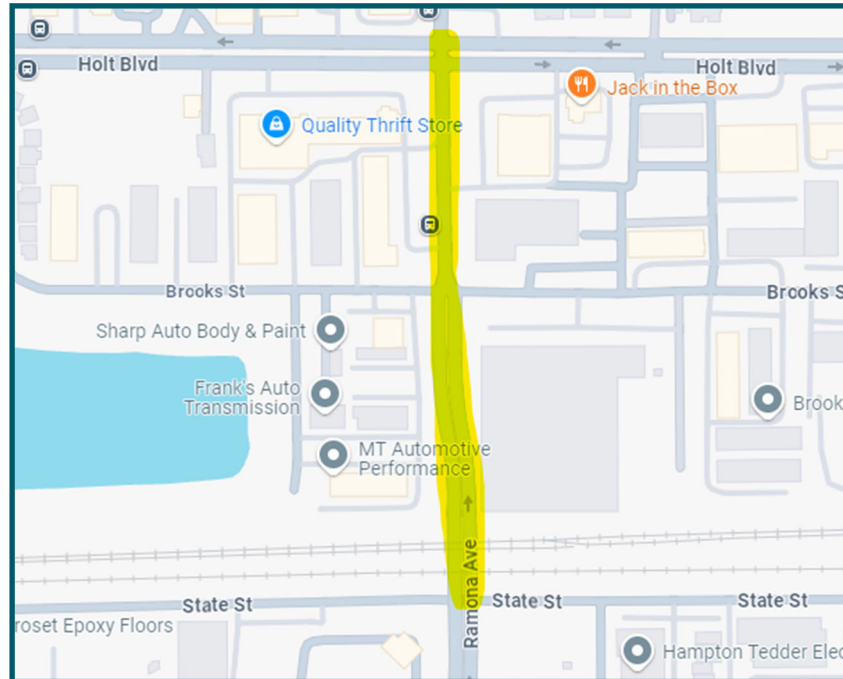 Holt Blvd
Holt Blvd
Jack in the Box
Quality Thrift Store
Brooks St
Brooks S
Sharp Auto Body & Paint
Frank's Auto
Transmission
Brook
MT Automotive
Performance
Ramona Ave
State St
State St
State St
roset Epoxy Floors
Hampton Tedder Elec